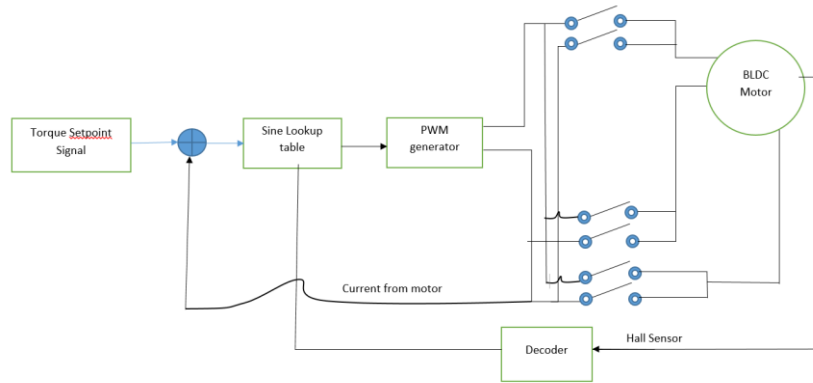 Torque Setpoint
Signal
Sine Lookup
table
PWM
generator
BLDC
Motor
Current from motor
Decoder
Hall Sensor